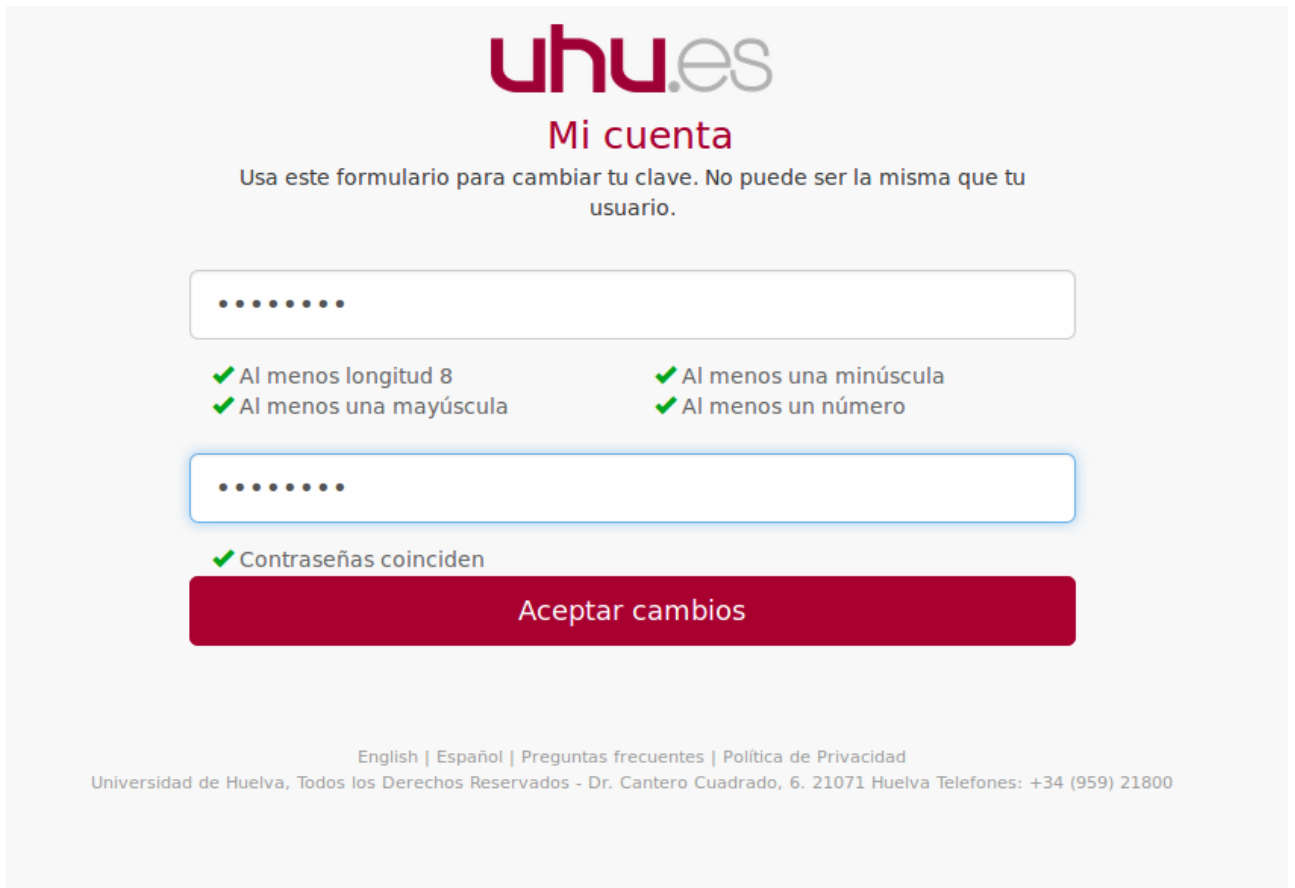 uhu.es
Mi cuenta
Usa este formulario para cambiar tu clave. No puede ser la misma que tu
usuario.
••••••••
Al menos longitud 8
Al menos una minúscula
Al menos una mayúscula
Al menos un número
••••••••
Contraseñas coinciden
Aceptar cambios
English | Español | Preguntas frecuentes | Política de Privacidad
Universidad de Huelva, Todos los Derechos Reservados - Dr. Cantero Cuadrado, 6. 21071 Huelva Telefones: +34 (959) 21800